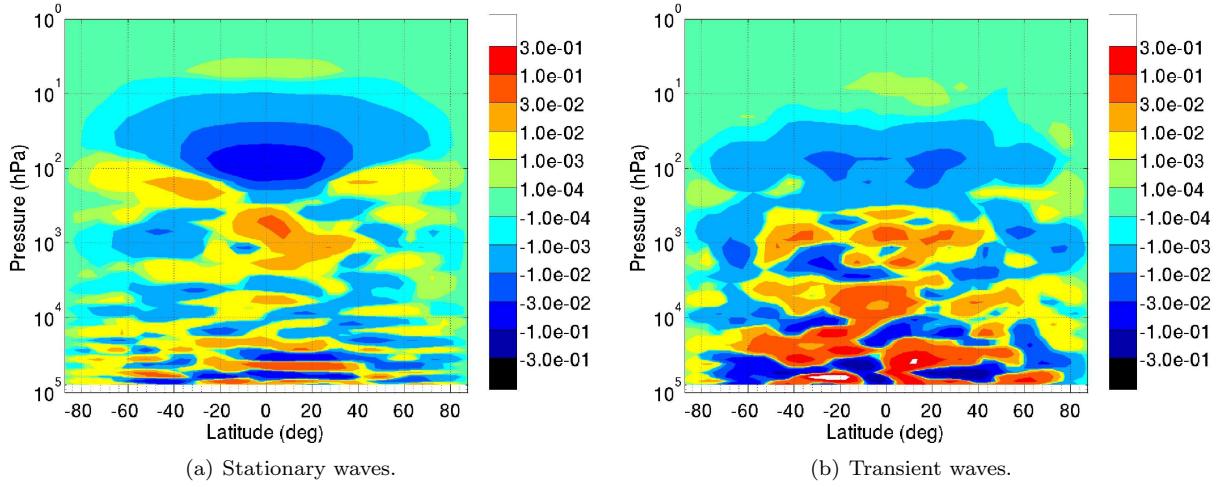 10^0
10^1
10^2
10^3
10^4
10^5
Pressure (hPa)
-80 -60 -40 -20 0 20 40 60 80
Latitude (deg)
3.0e-01
1.0e-01
3.0e-02
1.0e-02
1.0e-03
1.0e-04
-1.0e-04
-1.0e-03
-1.0e-02
-3.0e-02
-1.0e-01
-3.0e-01
(a) Stationary waves.
10^0
10^1
10^2
10^3
10^4
10^5
Pressure (hPa)
-80 -60 -40 -20 0 20 40 60 80
Latitude (deg)
3.0e-01
1.0e-01
3.0e-02
1.0e-02
1.0e-03
1.0e-04
-1.0e-04
-1.0e-03
-1.0e-02
-3.0e-02
-1.0e-01
-3.0e-01
(b) Transient waves.